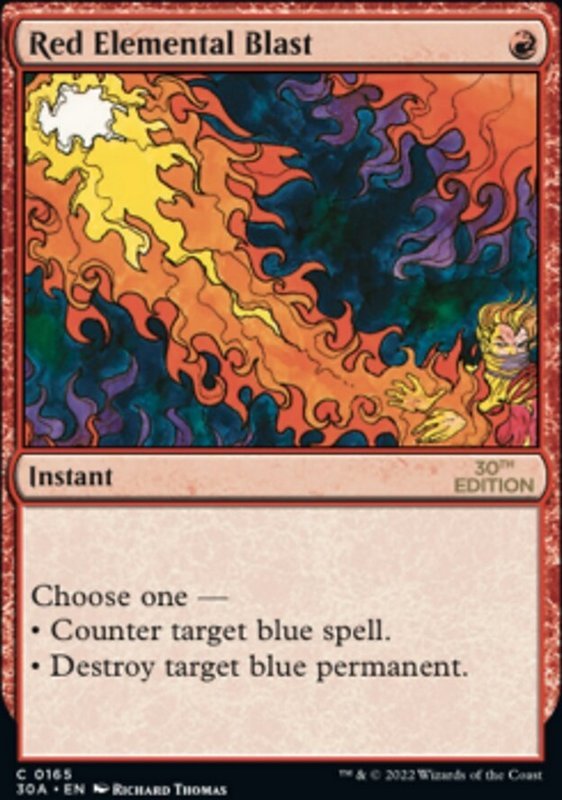 Red Elemental Blast
Instant
30TH
EDITION
Choose one —
• Counter target blue spell.
• Destroy target blue permanent.
C 0165
30A • EN Richard Thomas
™ & © 2022 Wizards of the Coast